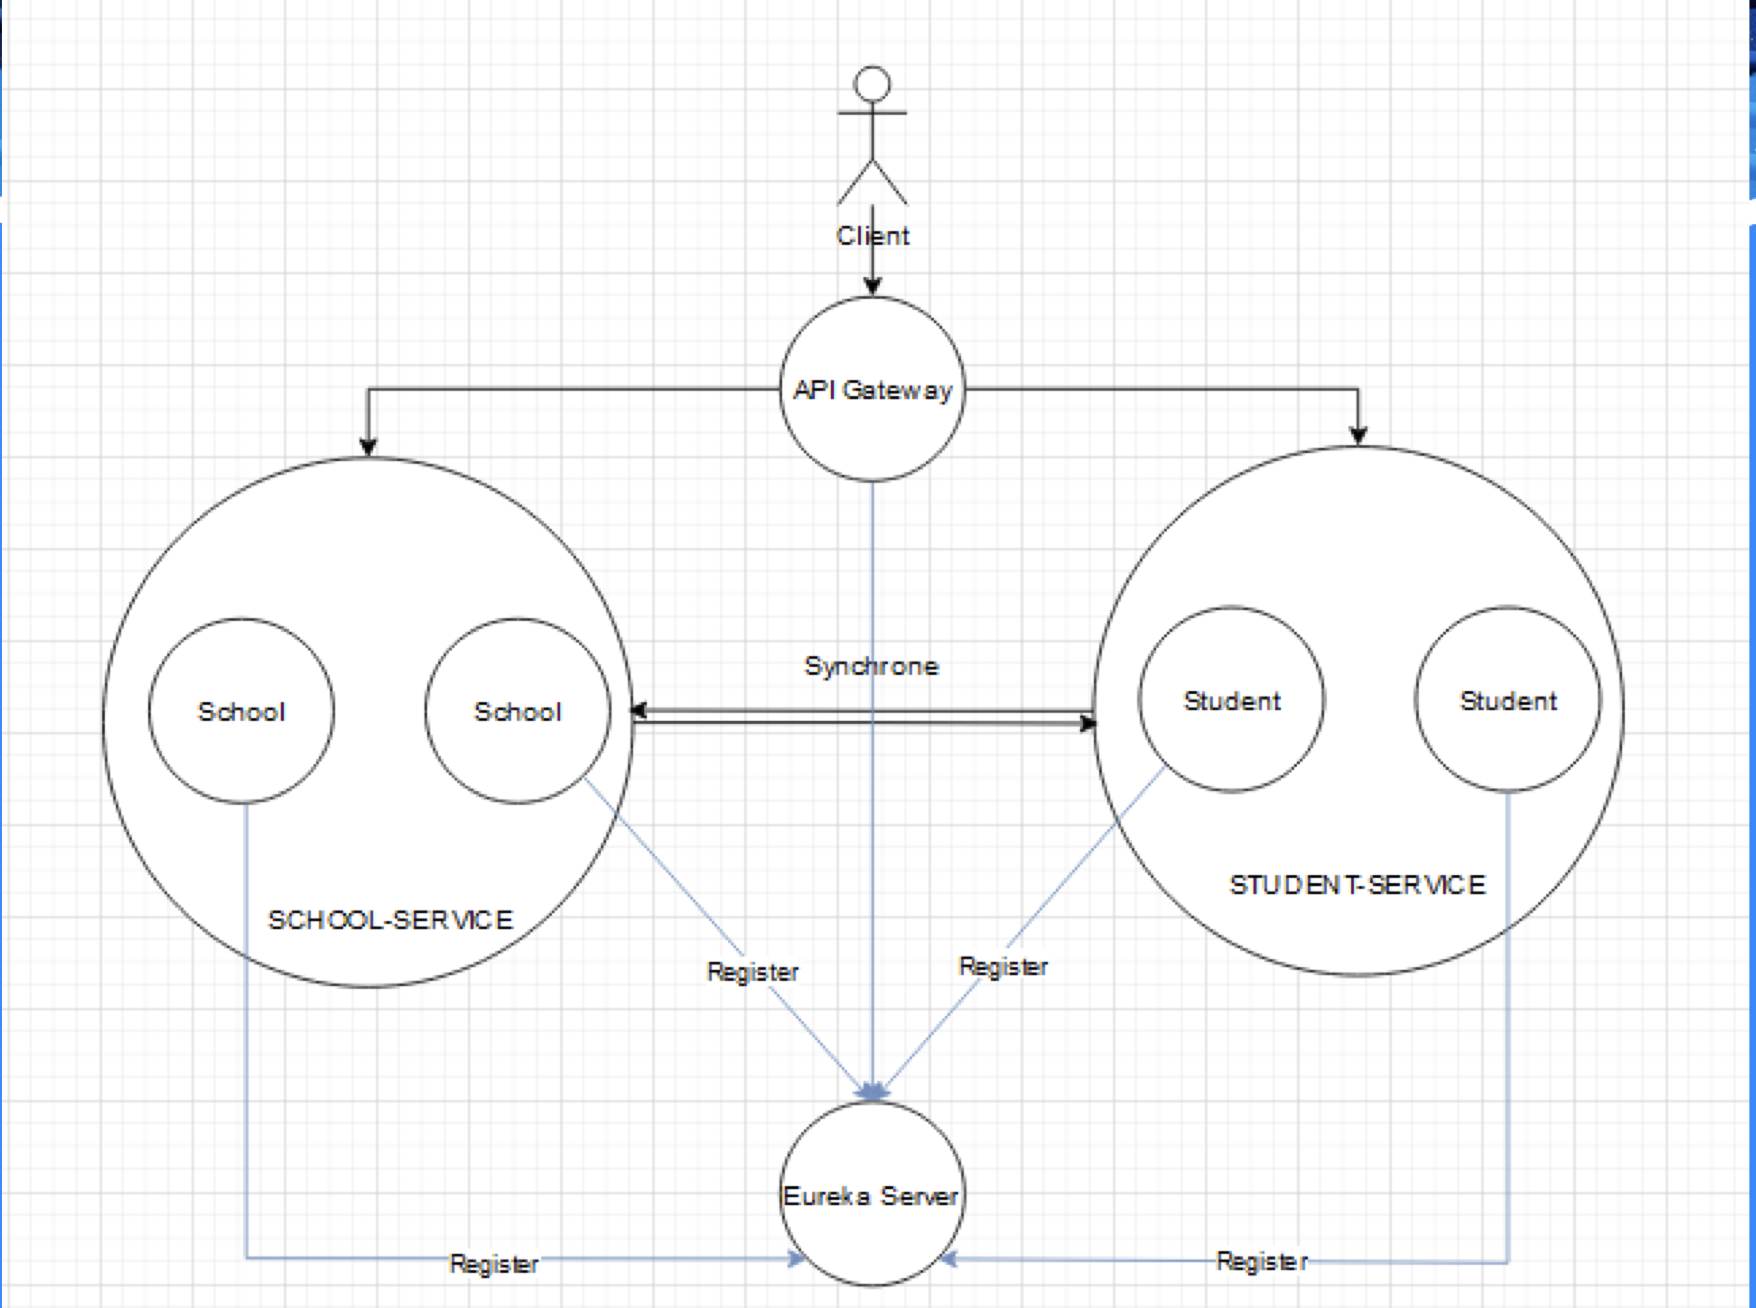 Client
API Gateway
Synchrone
School
School
Student
Student
STUDENT-SERVICE
SCHOOL-SERVICE
Register
Register
Eureka Server
Register
Register